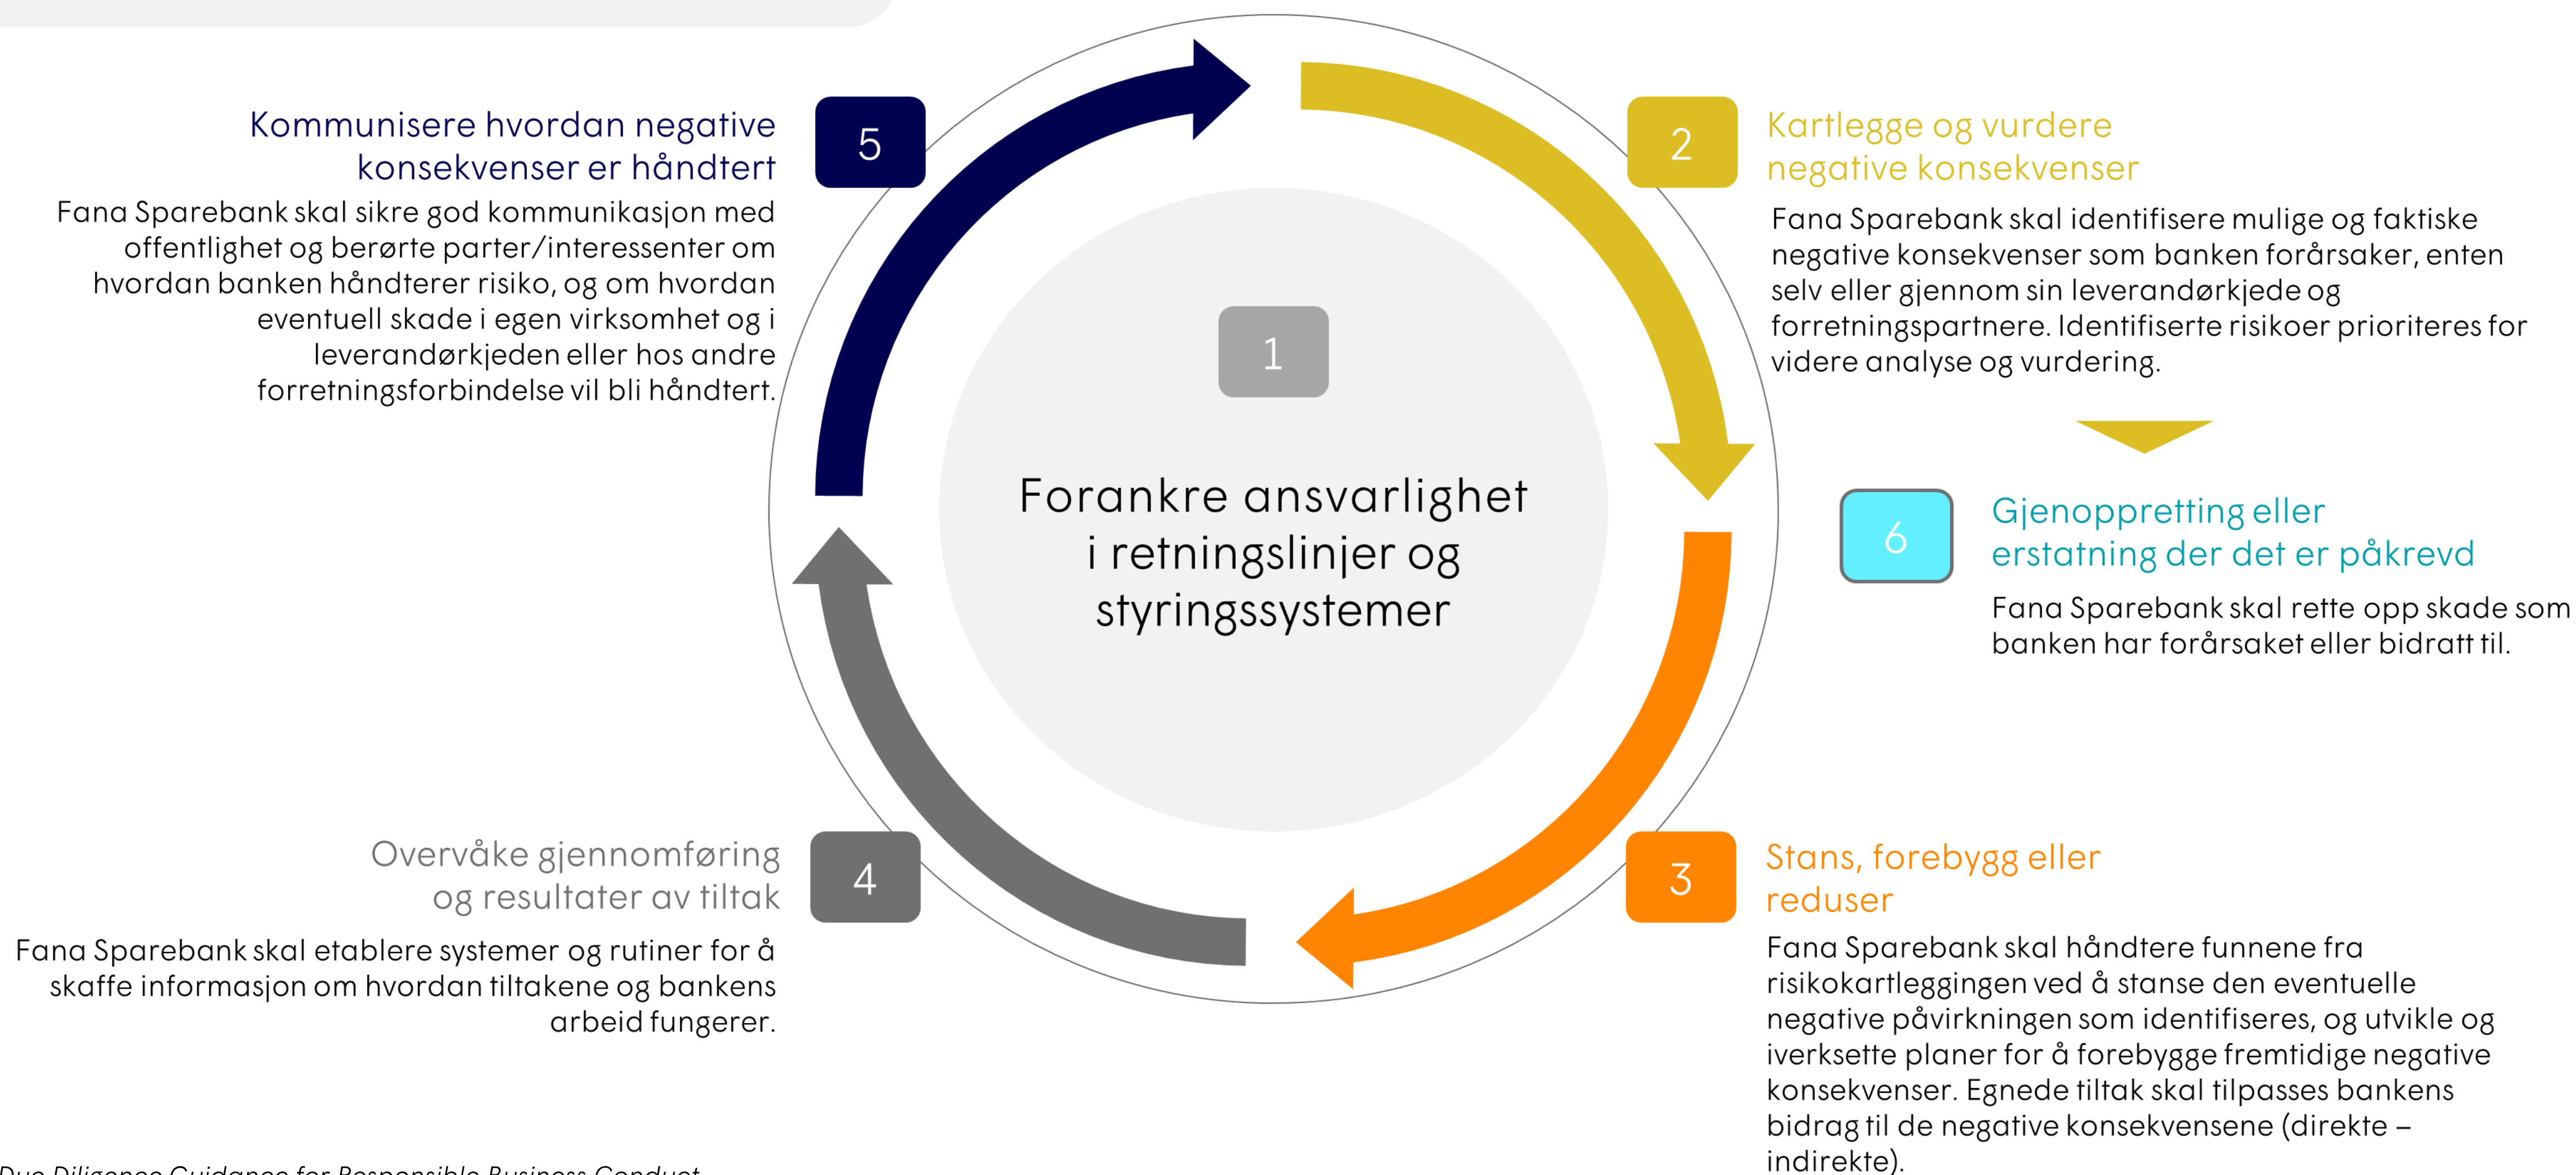 1
Forankre ansvarlighet
i retningslinjer og
styringssystemer
2
Kartlegge og vurdere
negative konsekvenser
Fana Sparebank skal identifisere mulige og faktiske
negative konsekvenser som banken forårsaker, enten
selv eller gjennom sin leverandørkjede og
forretningspartnere. Identifiserte risikoer prioriteres for
videre analyse og vurdering.
6
Gjenoppretting eller
erstatning der det er påkrevd
Fana Sparebank skal rette opp skade som
banken har forårsaket eller bidratt til.
3
Stans, forebygg eller
reduser
Fana Sparebank skal håndtere funnene fra
risikokartleggingen ved å stanse den eventuelle
negative påvirkningen som identifiseres, og utvikle og
iverksette planer for å forebygge fremtidige negative
konsekvenser. Egnede tiltak skal tilpasses bankens
bidrag til de negative konsekvensene (direkte –
indirekte).
4
Overvåke gjennomføring
og resultater av tiltak
Fana Sparebank skal etablere systemer og rutiner for å
skaffe informasjon om hvordan tiltakene og bankens
arbeid fungerer.
5
Kommunisere hvordan negative
konsekvenser er håndtert
Fana Sparebank skal sikre god kommunikasjon med
offentlighet og berørte parter/interessenter om
hvordan banken håndterer risiko, og om hvordan
eventuell skade i egen virksomhet og i
leverandørkjeden eller hos andre
forretningsforbindelse vil bli håndtert.
Due Diligence Guidance for Responsible Business Conduct